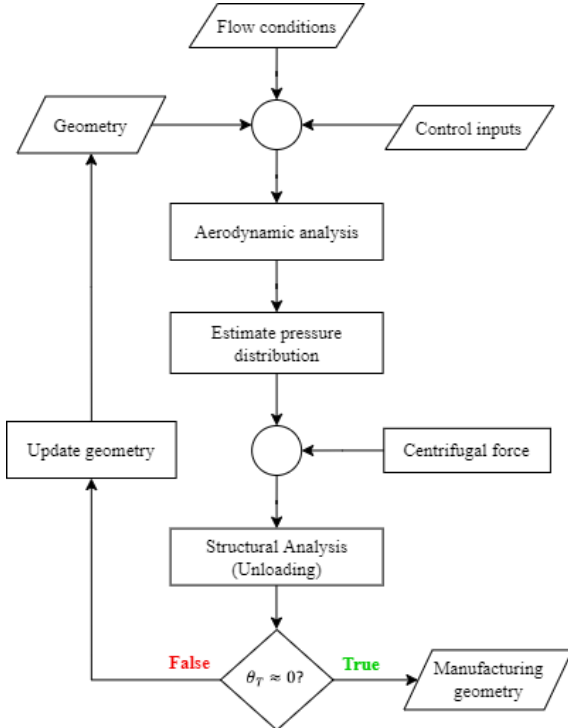 Flow conditions
Geometry
Control inputs
Aerodynamic analysis
Estimate pressure
distribution
Update geometry
Centrifugal force
Structural Analysis
(Unloading)
False
θ_T ≈ 0?
True
Manufacturing
geometry